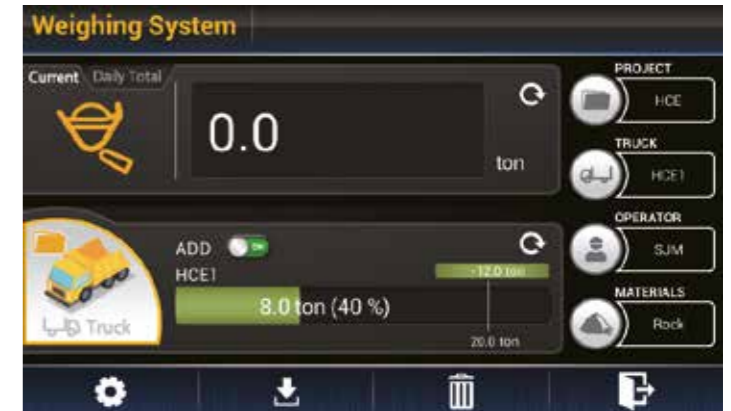 Weighing System
Current Daily Total
0.0
ton
PROJECT
HCE
TRUCK
HCE1
OPERATOR
SJM
MATERIALS
Rock
ADD ON
HCE1
-12.0 ton
8.0 ton (40 %)
20.0 ton
Truck